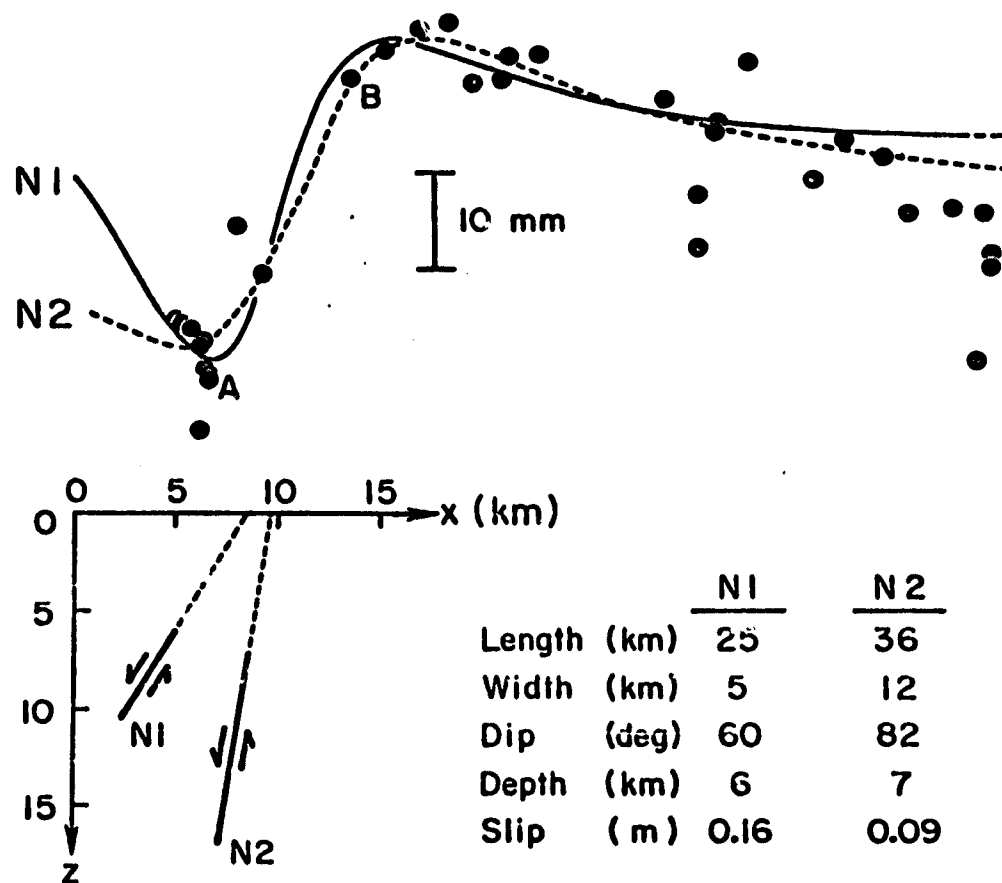 B
N1
10 mm
N2
A
0 5 10 15
x (km)
0
5
10
15
z
N1
N2
N1 N2
Length (km) 25 36
Width (km) 5 12
Dip (deg) 60 82
Depth (km) 6 7
Slip (m) 0.16 0.09